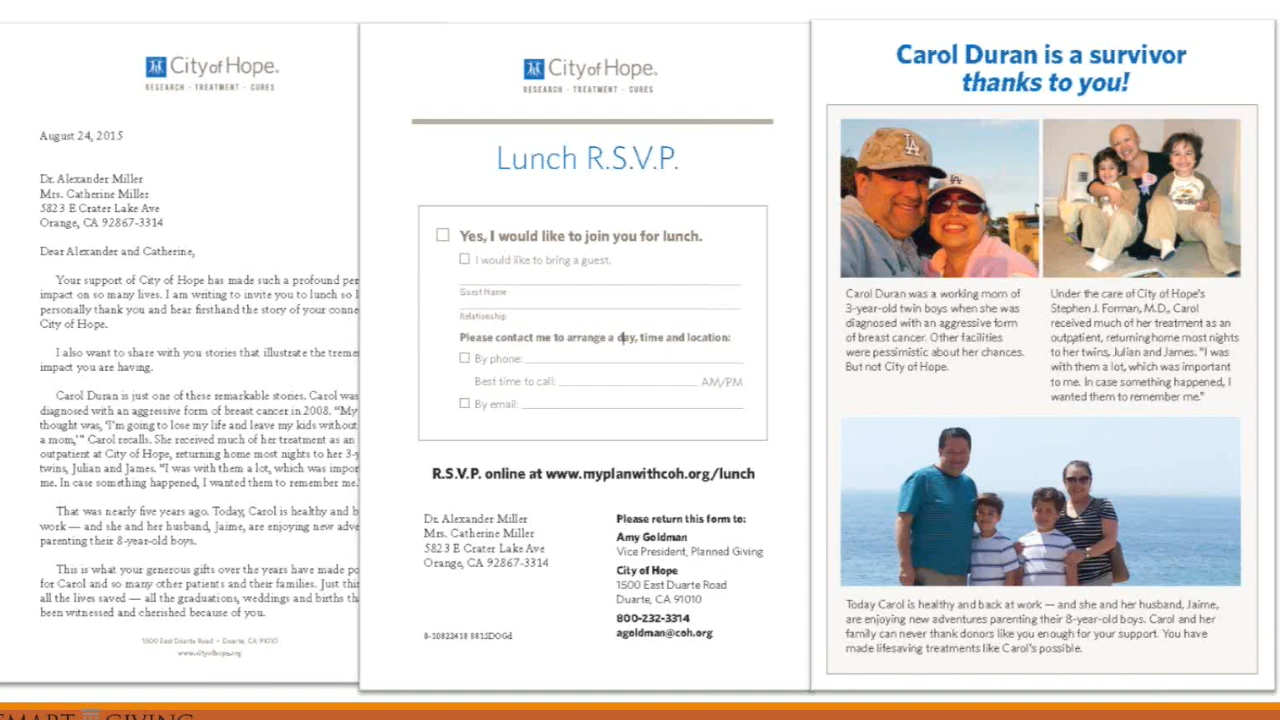 City of Hope.
RESEARCH · TREATMENT · CURES
August 24, 2015
Dr. Alexander Miller
Mrs. Catherine Miller
5823 E Crater Lake Ave
Orange, CA 92867-3314
Dear Alexander and Catherine,
Your support of City of Hope has made such a profound per
impact on so many lives. I am writing to invite you to lunch so I
personally thank you and hear firsthand the story of your conne
City of Hope.
I also want to share with you stories that illustrate the treme
impact you are having.
Carol Duran is just one of these remarkable stories. Carol was
diagnosed with an aggressive form of breast cancer in 2008. “My
thought was, ‘I’m going to lose my life and leave my kids without
a mom,’” Carol recalls. She received much of her treatment as an
outpatient at City of Hope, returning home most nights to her 3-y
twins, Julian and James. “I was with them a lot, which was impor
me. In case something happened, I wanted them to remember me.
That was nearly five years ago. Today, Carol is healthy and b
work — and she and her husband, Jaime, are enjoying new adve
parenting their 8-year-old boys.
This is what your generous gifts over the years have made po
for Carol and so many other patients and their families. Just thi
all the lives saved — all the graduations, weddings and births th
been witnessed and cherished because of you.
1500 East Duarte Road • Duarte, CA 91010
www.cityofhope.org
City of Hope.
RESEARCH · TREATMENT · CURES
Lunch R.S.V.P.
Yes, I would like to join you for lunch.
I would like to bring a guest.
Guest Name
Relationship
Please contact me to arrange a day, time and location:
By phone:
Best time to call: AM/PM
By email:
R.S.V.P. online at www.myplanwithcoh.org/lunch
Dr. Alexander Miller
Mrs. Catherine Miller
5823 E Crater Lake Ave
Orange, CA 92867-3314
Please return this form to:
Amy Goldman
Vice President, Planned Giving
City of Hope
1500 East Duarte Road
Duarte, CA 91010
800-232-3314
agoldman@coh.org
Carol Duran is a survivor
thanks to you!
Carol Duran was a working mom of
3-year-old twin boys when she was
diagnosed with an aggressive form
of breast cancer. Other facilities
were pessimistic about her chances.
But not City of Hope.
Under the care of City of Hope's
Stephen J. Forman, M.D., Carol
received much of her treatment as an
outpatient, returning home most nights
to her twins, Julian and James. "I was
with them a lot, which was important
to me. In case something happened, I
wanted them to remember me."
Today Carol is healthy and back at work — and she and her husband, Jaime,
are enjoying new adventures parenting their 8-year-old boys. Carol and her
family can never thank donors like you enough for your support. You have
made lifesaving treatments like Carol's possible.
SMART GIVING